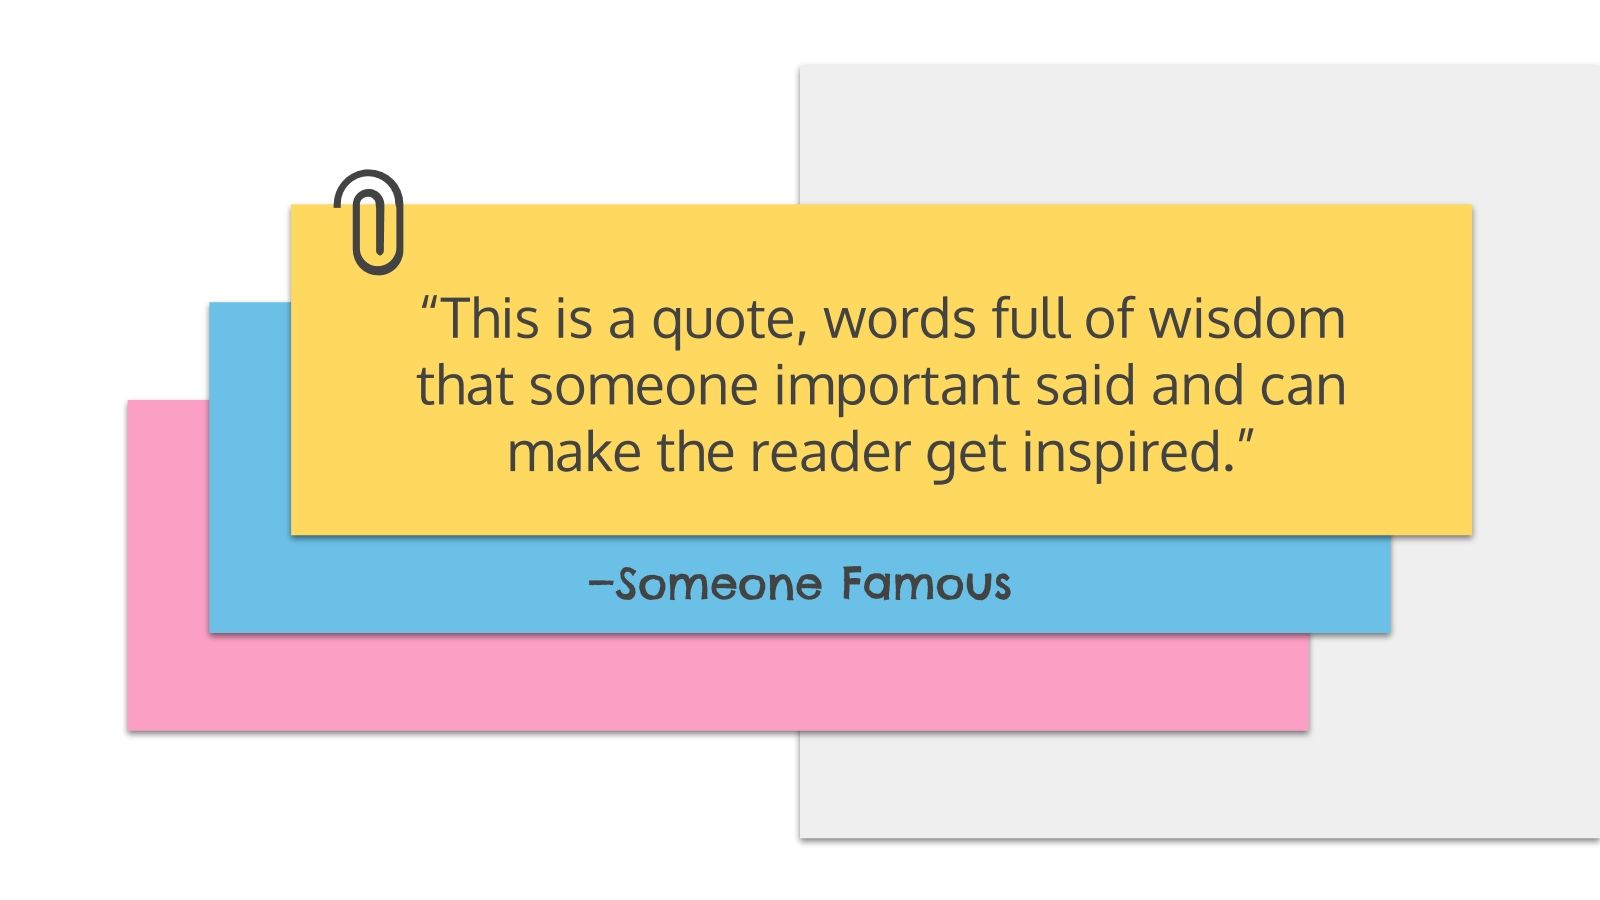 “This is a quote, words full of wisdom
that someone important said and can
make the reader get inspired.”
—Someone Famous